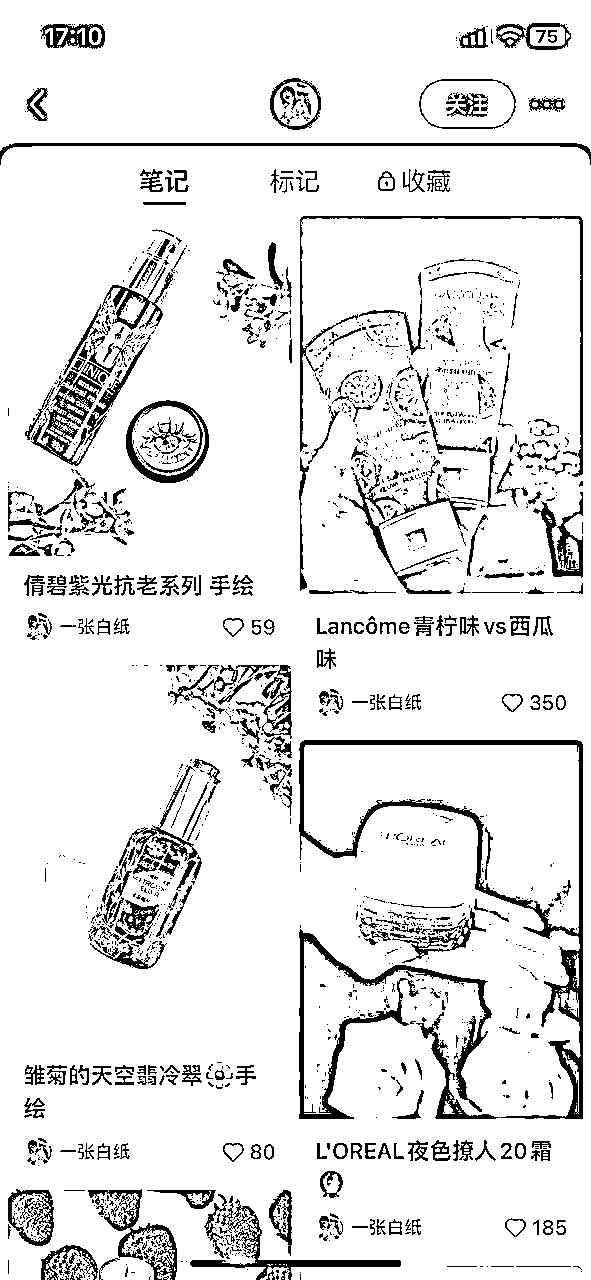 17:10
75
关注
笔记
标记
收藏
倩碧紫光抗老系列 手绘
一张白纸
59
Lancôme青柠味vs西瓜
味
一张白纸
350
雏菊的天空翡冷翠🌼手
绘
一张白纸
80
L'OREAL
L'OREAL夜色撩人20霜
一张白纸
185